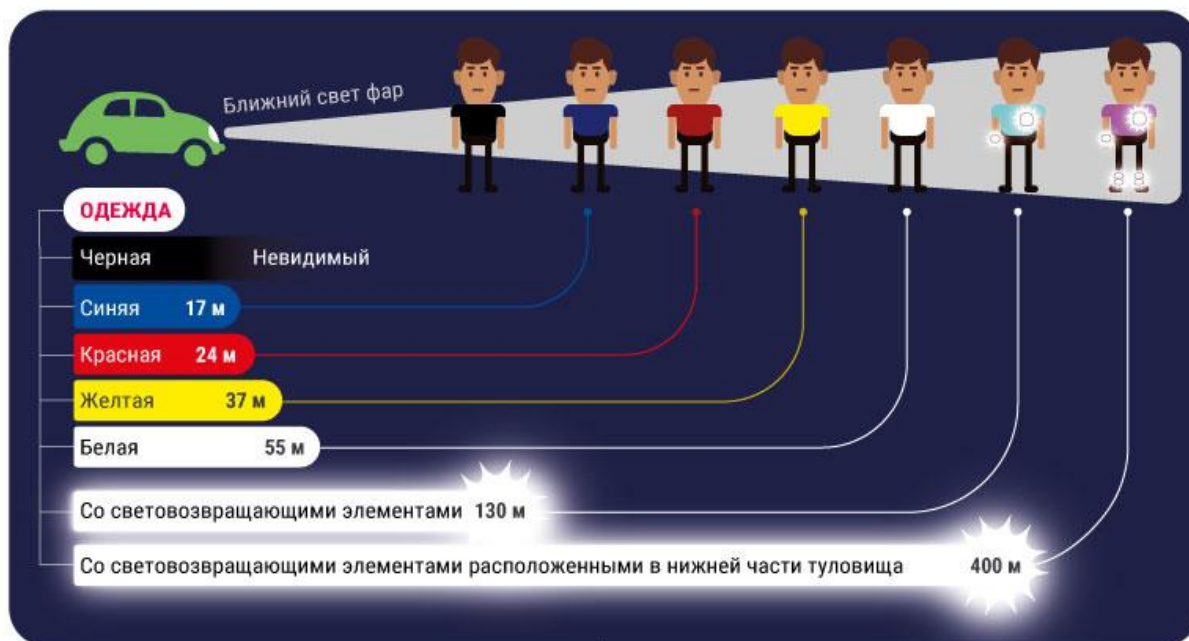 Ближний свет фар
ОДЕЖДА
Черная Невидимый
Синяя 17 м
Красная 24 м
Желтая 37 м
Белая 55 м
Со световозвращающими элементами 130 м
Со световозвращающими элементами расположенными в нижней части туловища 400 м